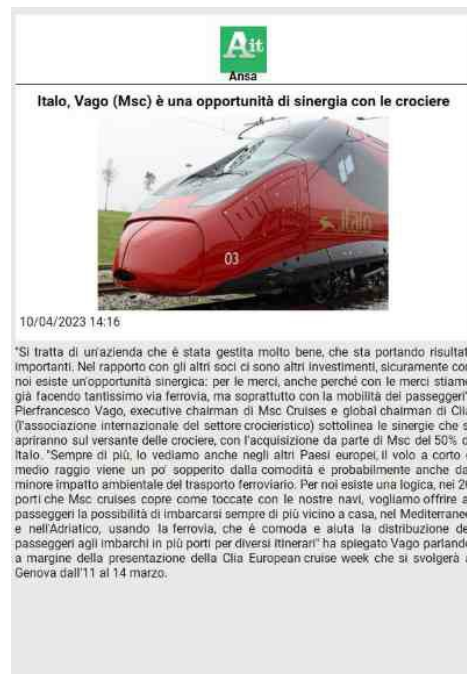 Ait
Ansa
Italo, Vago (Msc) è una opportunità di sinergia con le crociere
italo
03
10/04/2023 14:16
"Si tratta di un'azienda che è stata gestita molto bene, che sta portando risultat
importanti. Nel rapporto con gli altri soci ci sono altri investimenti, sicuramente con
noi esiste un'opportunità sinergica: per le merci, anche perché con le merci stiamo
già facendo tantissimo via ferrovia, ma soprattutto con la mobilità dei passeggeri"
Pierfrancesco Vago, executive chairman di Msc Cruises e global chairman di Clia
(l'associazione internazionale del settore crocieristico) sottolinea le sinergie che s
apriranno sul versante delle crociere, con l'acquisizione da parte di Msc del 50% d
Italo. "Sempre di più, lo vediamo anche negli altri Paesi europei, il volo a corto e
medio raggio viene un po' sopperito dalla comodità e probabilmente anche da
minore impatto ambientale del trasporto ferroviario. Per noi esiste una logica, nei 20
porti che Msc cruises copre come toccate con le nostre navi, vogliamo offrire a
passeggeri la possibilità di imbarcarsi sempre di più vicino a casa, nel Mediterraneo
e nell'Adriatico, usando la ferrovia, che è comoda e aiuta la distribuzione de
passeggeri agli imbarchi in più porti per diversi itinerari" ha spiegato Vago parlando
a margine della presentazione della Clia European cruise week che si svolgerà a
Genova dall'11 al 14 marzo.